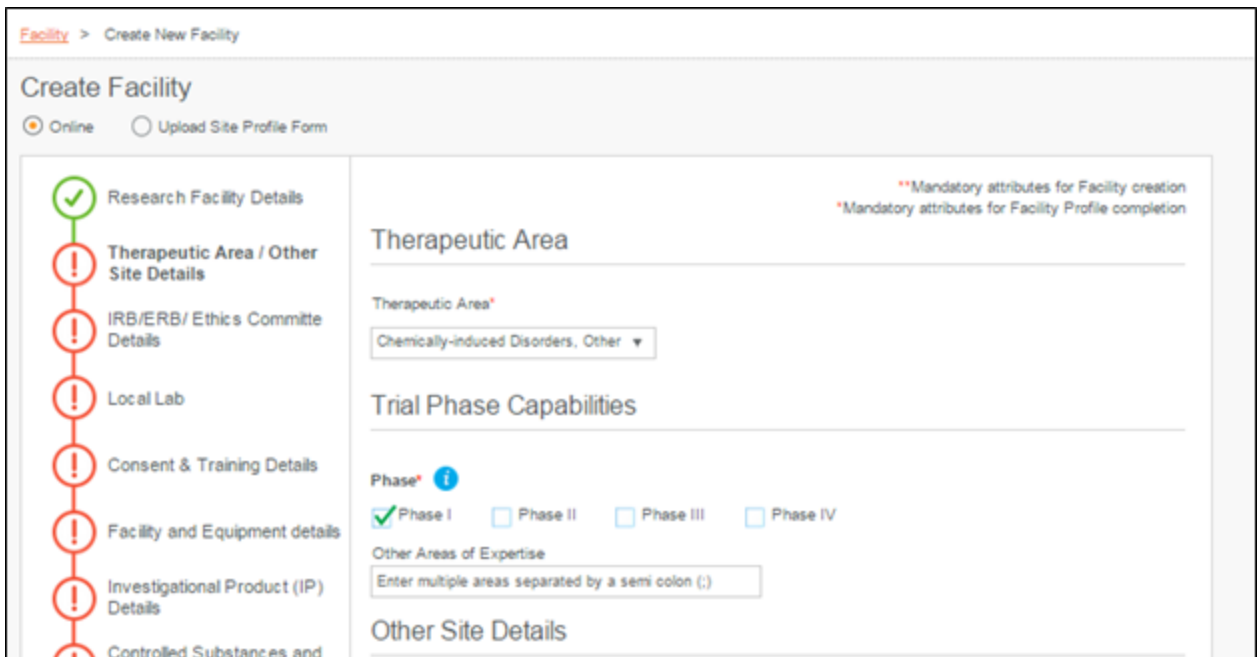 Facility > Create New Facility
Create Facility
Online Upload Site Profile Form
Research Facility Details
Therapeutic Area / Other
Site Details
IRB/ERB/ Ethics Committe
Details
Local Lab
Consent & Training Details
Facility and Equipment details
Investigational Product (IP)
Details
Controlled Substances and
**Mandatory attributes for Facility creation
*Mandatory attributes for Facility Profile completion
Therapeutic Area
Therapeutic Area*
Chemically-induced Disorders, Other
Trial Phase Capabilities
Phase*
Phase I Phase II Phase III Phase IV
Other Areas of Expertise
Enter multiple areas separated by a semi colon (;)
Other Site Details